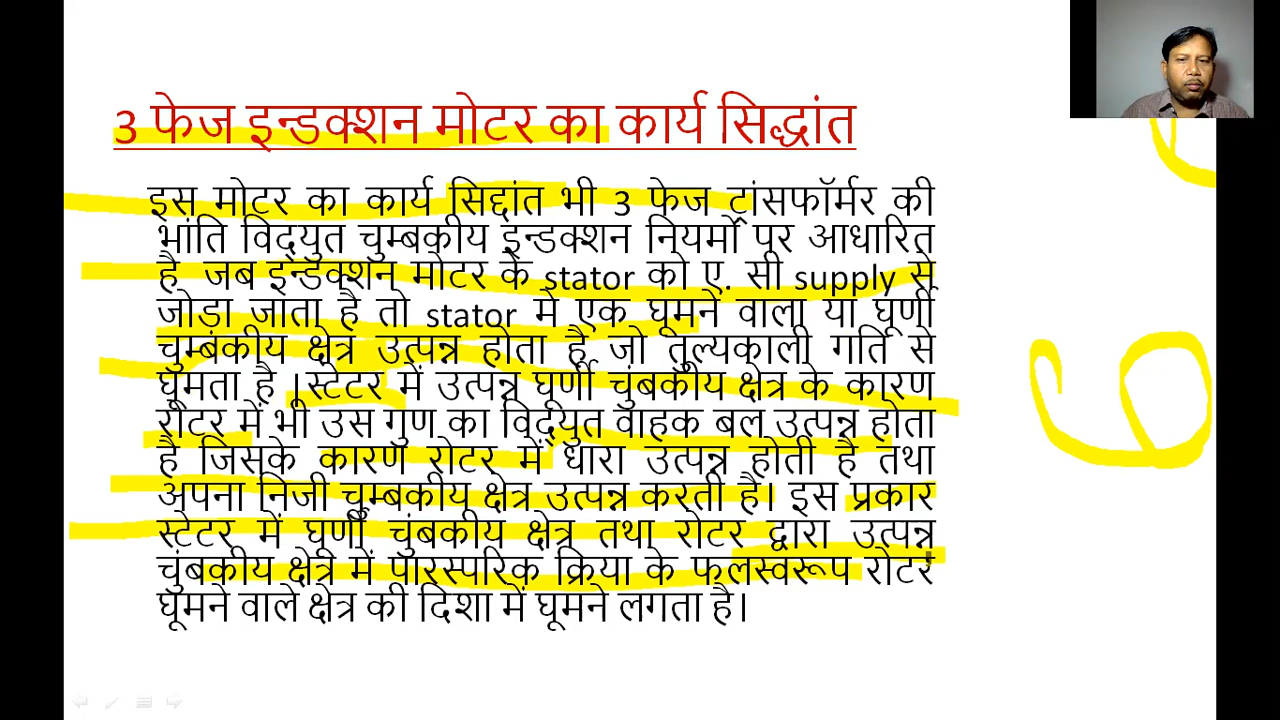 3 फेज इन्डक्शन मोटर का कार्य सिद्धांत
इस मोटर का कार्य सिद्दांत भी 3 फेज ट्रांसफॉर्मर की
भांति विद्युत चुम्बकीय इन्डक्शन नियमों पर आधारित
है जब इन्डक्शन मोटर के stator को ए. सी supply से
जोड़ा जाता है तो stator मे एक घूमने वाला या घूर्णी
चुम्बकीय क्षेत्र उत्पन्न होता है जो तुल्यकाली गति से
घूमता है ।स्टेटर में उत्पन्न घूर्णी चुंबकीय क्षेत्र के कारण
रोटर में भी उस गुण का विद्युत वाहक बल उत्पन्न होता
है जिसके कारण रोटर में धारा उत्पन्न होती है तथा
अपना निजी चुम्बकीय क्षेत्र उत्पन्न करती है। इस प्रकार
स्टेटर में घर्णी चुंबकीय क्षेत्र तथा रोटर द्वारा उत्पन्न
चुंबकीय क्षेत्र में पारस्परिक क्रिया के फलस्वरूप रोटर
घूमने वाले क्षेत्र की दिशा में घूमने लगता है।